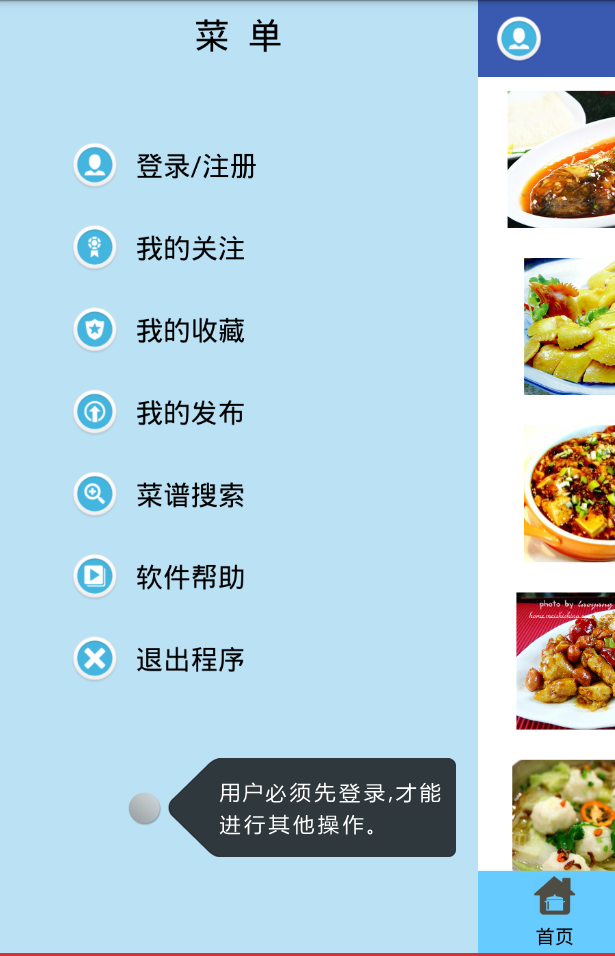 菜 单
登录/注册
我的关注
我的收藏
我的发布
菜谱搜索
软件帮助
退出程序
用户必须先登录,才能
进行其他操作。
photo by
首页